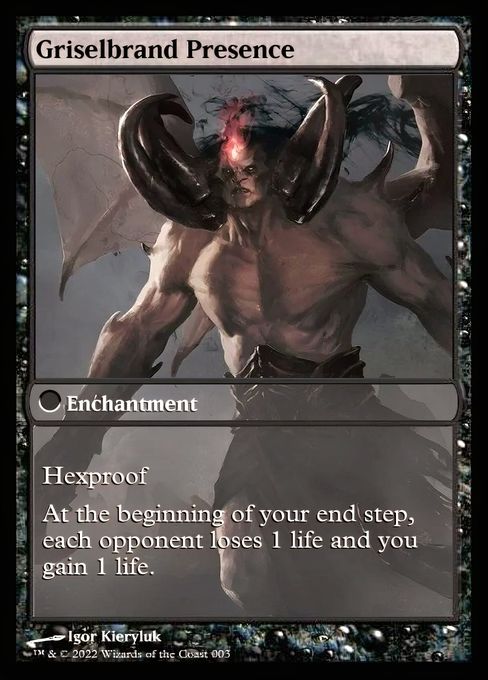 Griselbrand Presence
Enchantment
Hexproof
At the beginning of your end step,
each opponent loses 1 life and you
gain 1 life.
Igor Kieryluk
™ & © 2022 Wizards of the Coast 003